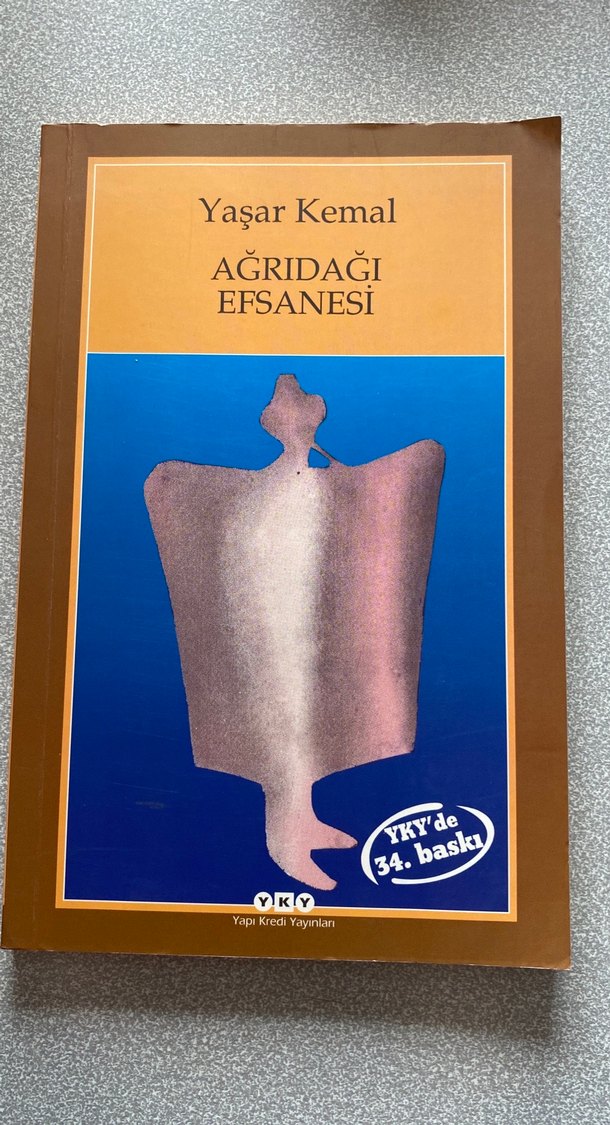 Yaşar Kemal
AĞRIDAĞI
EFSANESİ
YKY'de
34. baskı
YKY
Yapı Kredi Yayınları